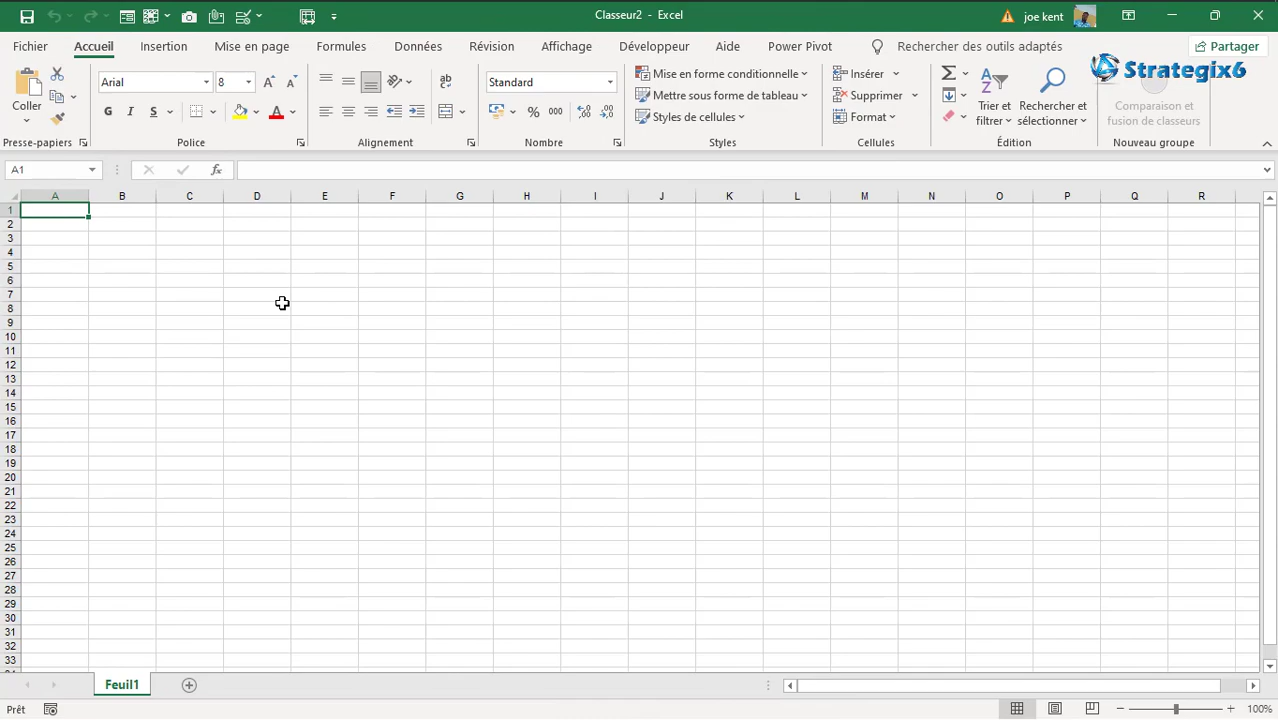 Classeur2 - Excel
joe kent
Fichier Accueil Insertion Mise en page Formules Données Révision Affichage Développeur Aide Power Pivot Rechercher des outils adaptés Partager
Strategix6
Coller
Presse-papiers
Arial 8
G I S
Police
ab
Alignement
Standard
% 000
Nombre
Mise en forme conditionnelle
Mettre sous forme de tableau
Styles de cellules
Styles
Insérer
Supprimer
Format
Cellules
Trier et filtrer
Rechercher et sélectionner
Édition
Comparaison et fusion de classeurs
Nouveau groupe
A1 fx
A B C D E F G H I J K L M N O P Q R
1
2
3
4
5
6
7
8
9
10
11
12
13
14
15
16
17
18
19
20
21
22
23
24
25
26
27
28
29
30
31
32
33
Feuil1
Prêt 100%